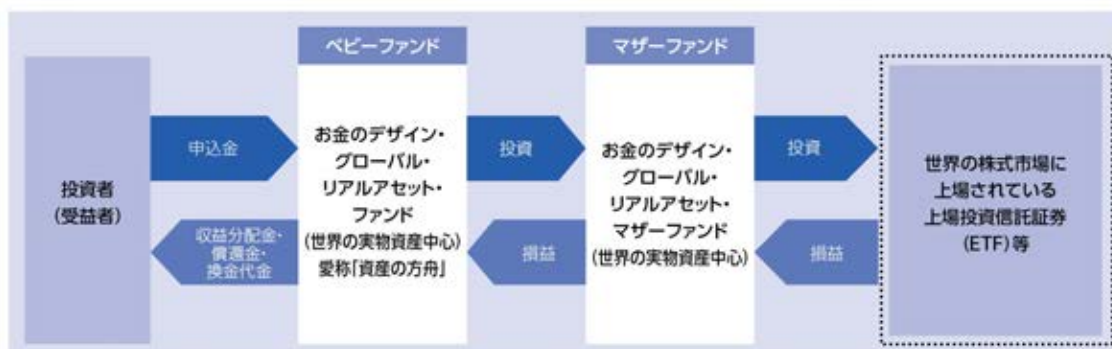 投資者
(受益者)
申込金
収益分配金・
償還金・
換金代金
ベビーファンド
お金のデザイン・
グローバル・
リアルアセット・
ファンド
(世界の実物資産中心)
愛称「資産の方舟」
投資
損益
マザーファンド
お金のデザイン・
グローバル・
リアルアセット・
マザーファンド
(世界の実物資産中心)
投資
損益
世界の株式市場に
上場されている
上場投資信託証券
(ETF)等